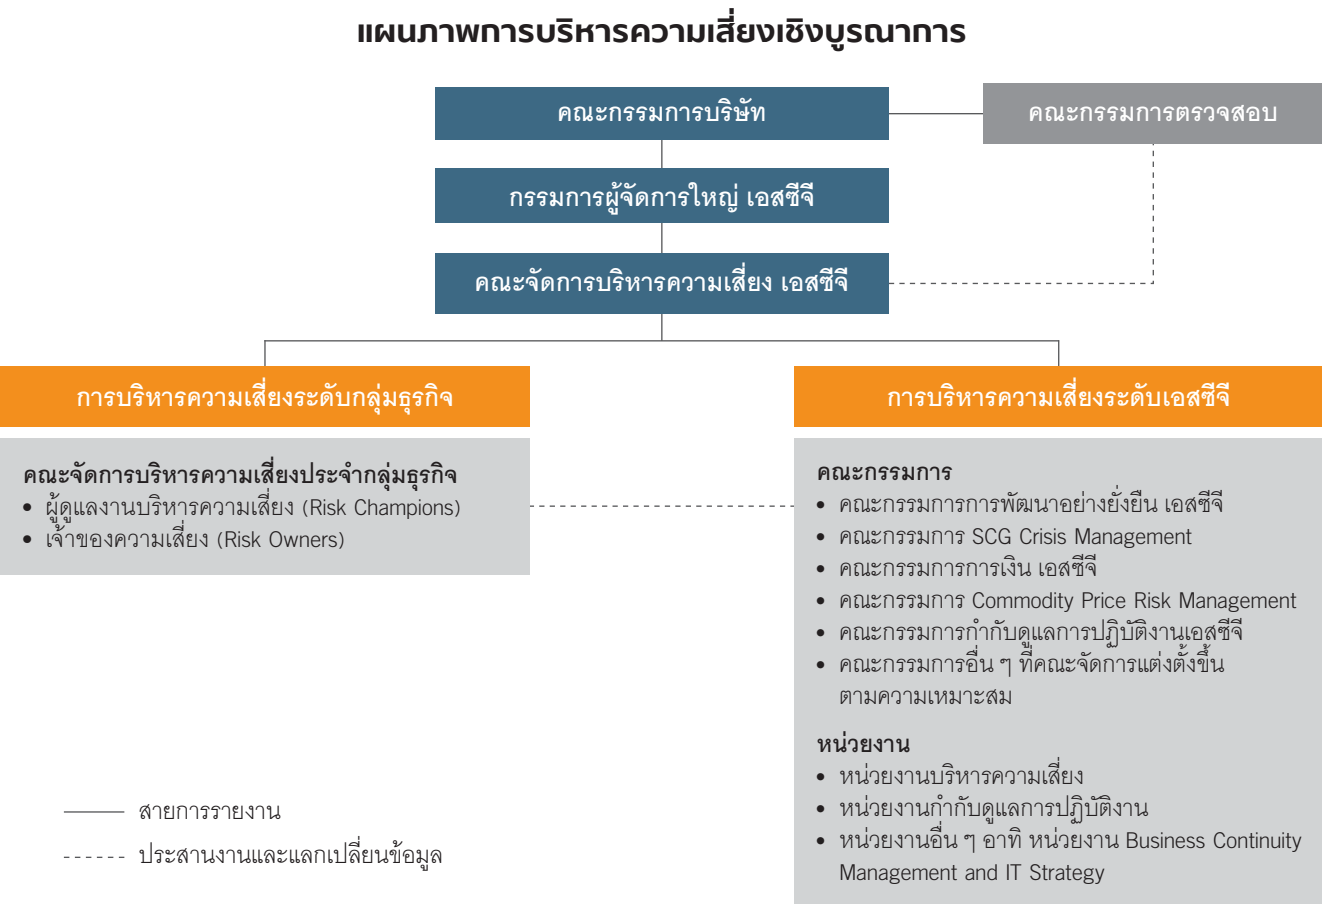 แผนภาพการบริหารความเสี่ยงเชิงบูรณาการ
คณะกรรมการบริษัท
คณะกรรมการตรวจสอบ
กรรมการผู้จัดการใหญ่ เอสซีจี
คณะจัดการบริหารความเสี่ยง เอสซีจี
การบริหารความเสี่ยงระดับกลุ่มธุรกิจ
คณะจัดการบริหารความเสี่ยงประจำกลุ่มธุรกิจ
• ผู้ดูแลงานบริหารความเสี่ยง (Risk Champions)
• เจ้าของความเสี่ยง (Risk Owners)
การบริหารความเสี่ยงระดับเอสซีจี
คณะกรรมการ
• คณะกรรมการการพัฒนาอย่างยั่งยืน เอสซีจี
• คณะกรรมการ SCG Crisis Management
• คณะกรรมการการเงิน เอสซีจี
• คณะกรรมการ Commodity Price Risk Management
• คณะกรรมการกำกับดูแลการปฏิบัติงานเอสซีจี
• คณะกรรมการอื่น ๆ ที่คณะจัดการแต่งตั้งขึ้น
ตามความเหมาะสม
หน่วยงาน
• หน่วยงานบริหารความเสี่ยง
• หน่วยงานกำกับดูแลการปฏิบัติงาน
• หน่วยงานอื่น ๆ อาทิ หน่วยงาน Business Continuity
Management and IT Strategy
สายการรายงาน
ประสานงานและแลกเปลี่ยนข้อมูล